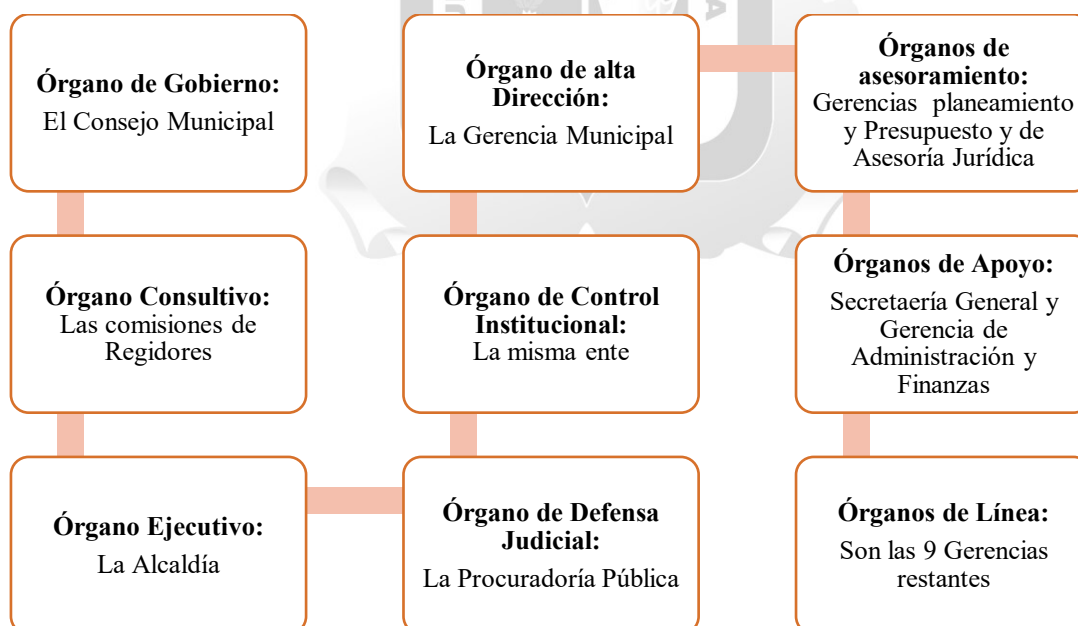 Órgano de Gobierno:
El Consejo Municipal
Órgano Consultivo:
Las comisiones de
Regidores
Órgano Ejecutivo:
La Alcaldía
Órgano de Defensa
Judicial:
La Procuradoría Pública
Órgano de Control
Institucional:
La misma ente
Órgano de alta
Dirección:
La Gerencia Municipal
Órganos de
asesoramiento:
Gerencias planeamiento
y Presupuesto y de
Asesoría Jurídica
Órganos de Apoyo:
Secretaería General y
Gerencia de
Administración y
Finanzas
Órganos de Línea:
Son las 9 Gerencias
restantes